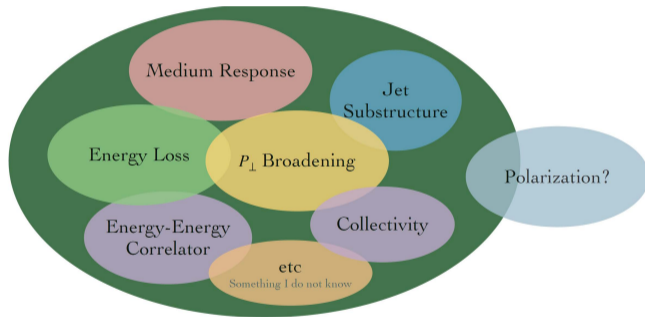 Medium Response
Jet
Substructure
Energy Loss
P⊥ Broadening
Polarization?
Energy-Energy
Correlator
Collectivity
etc
Something I do not know